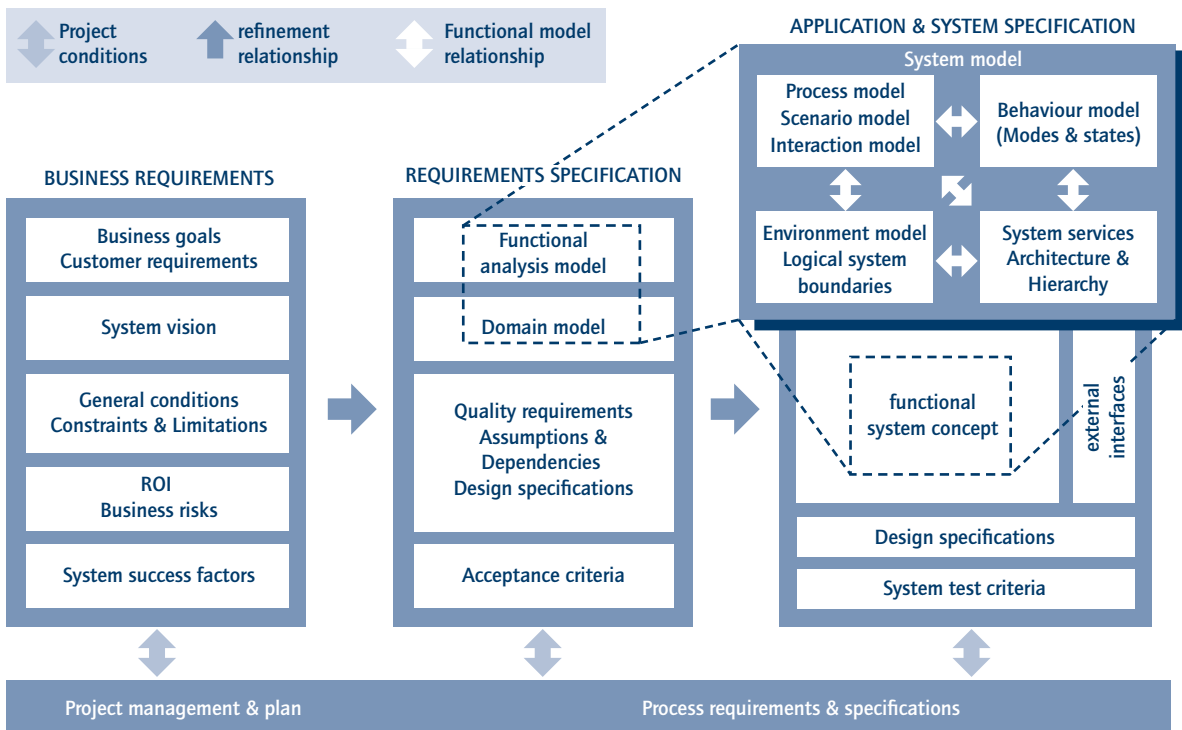 Project
conditions
refinement
relationship
Functional model
relationship
APPLICATION & SYSTEM SPECIFICATION
System model
Process model
Scenario model
Interaction model
Behaviour model
(Modes & states)
Environment model
Logical system
boundaries
System services
Architecture &
Hierarchy
BUSINESS REQUIREMENTS
Business goals
Customer requirements
System vision
General conditions
Constraints & Limitations
ROI
Business risks
System success factors
REQUIREMENTS SPECIFICATION
Functional
analysis model
Domain model
Quality requirements
Assumptions &
Dependencies
Design specifications
Acceptance criteria
functional
system concept
external
interfaces
Design specifications
System test criteria
Project management & plan
Process requirements & specifications